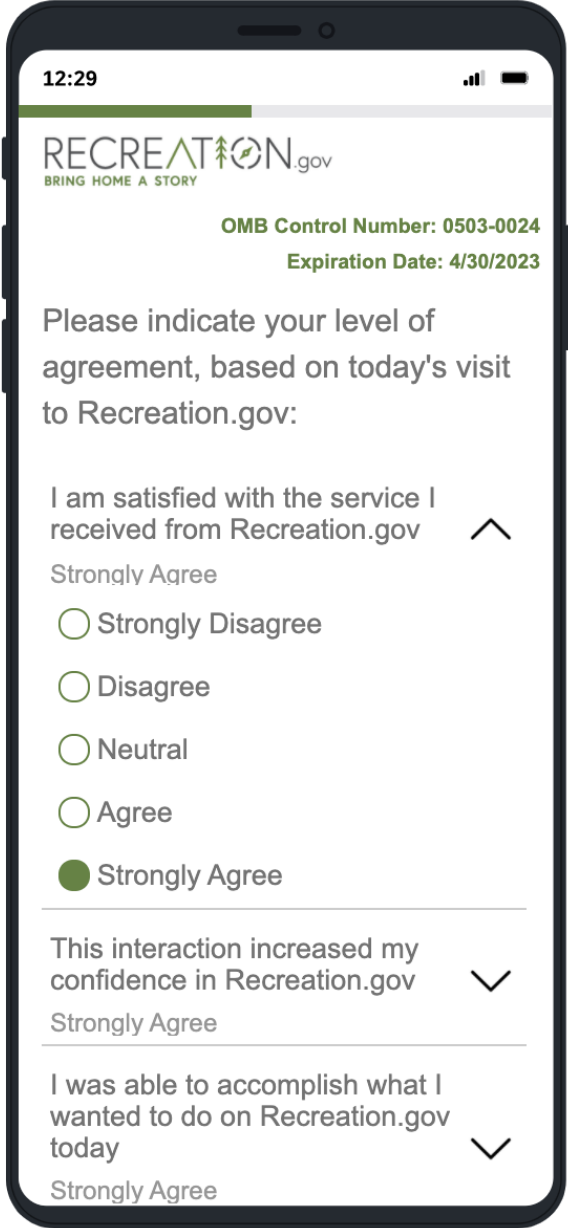 12:29
RECREATION.gov
BRING HOME A STORY
OMB Control Number: 0503-0024
Expiration Date: 4/30/2023
Please indicate your level of
agreement, based on today's visit
to Recreation.gov:
I am satisfied with the service I
received from Recreation.gov
Strongly Agree
Strongly Disagree
Disagree
Neutral
Agree
Strongly Agree
This interaction increased my
confidence in Recreation.gov
Strongly Agree
I was able to accomplish what I
wanted to do on Recreation.gov
today
Strongly Agree